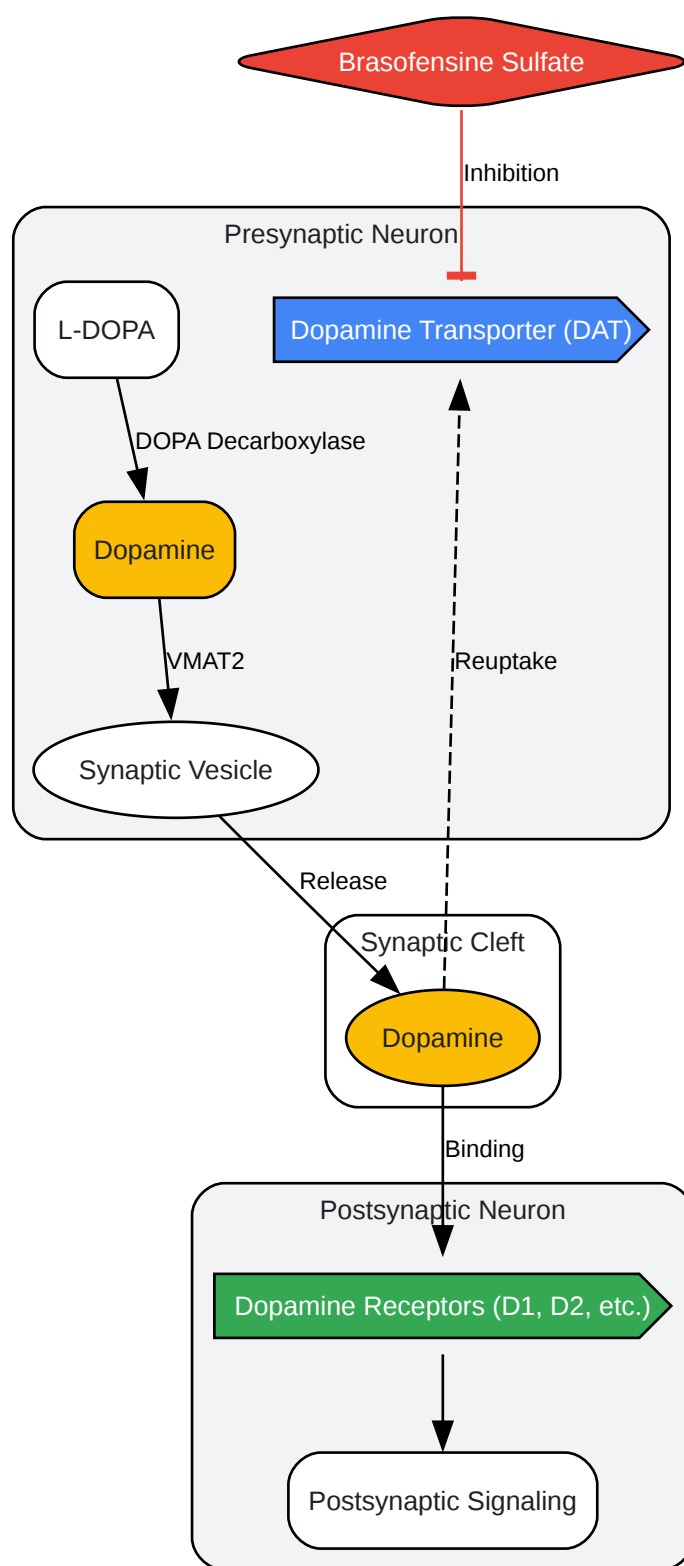 Brasofensine Sulfate
Inhibition
Presynaptic Neuron
L-DOPA
Dopamine Transporter (DAT)
DOPA Decarboxylase
Dopamine
VMAT2
Reuptake
Synaptic Vesicle
Release
Synaptic Cleft
Dopamine
Binding
Postsynaptic Neuron
Dopamine Receptors (D1, D2, etc.)
Postsynaptic Signaling